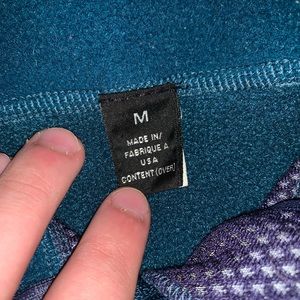 M
MADE IN/
FABRIQUE A
USA
CONTENT (OVER)